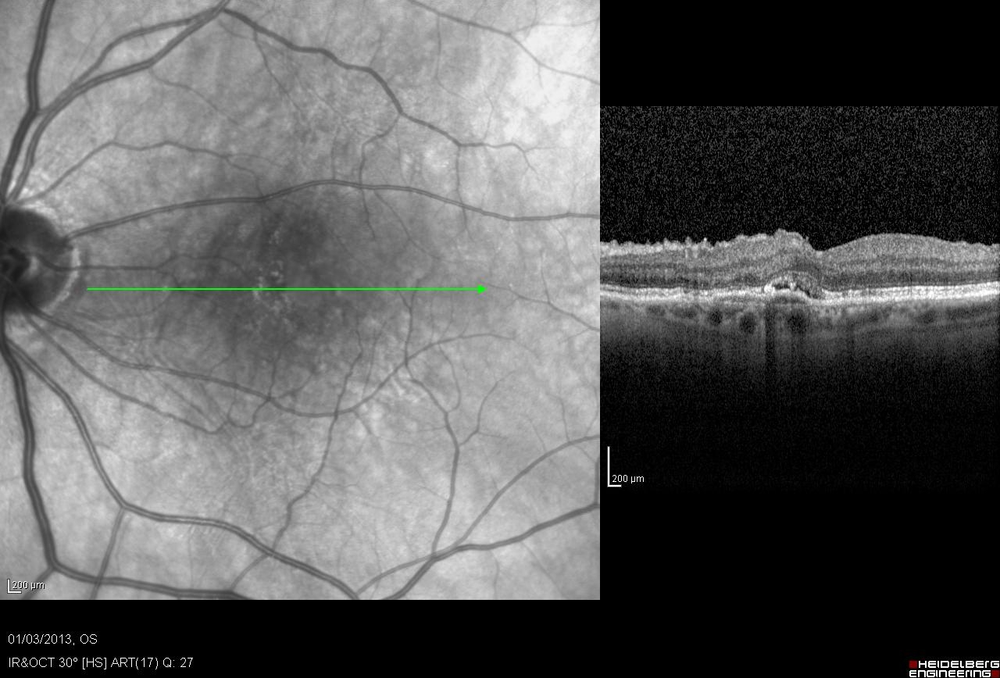 200 µm
200 µm
01/03/2013, OS
IR&OCT 30° [HS] ART(17) Q: 27
HEIDELBERG
ENGINEERING